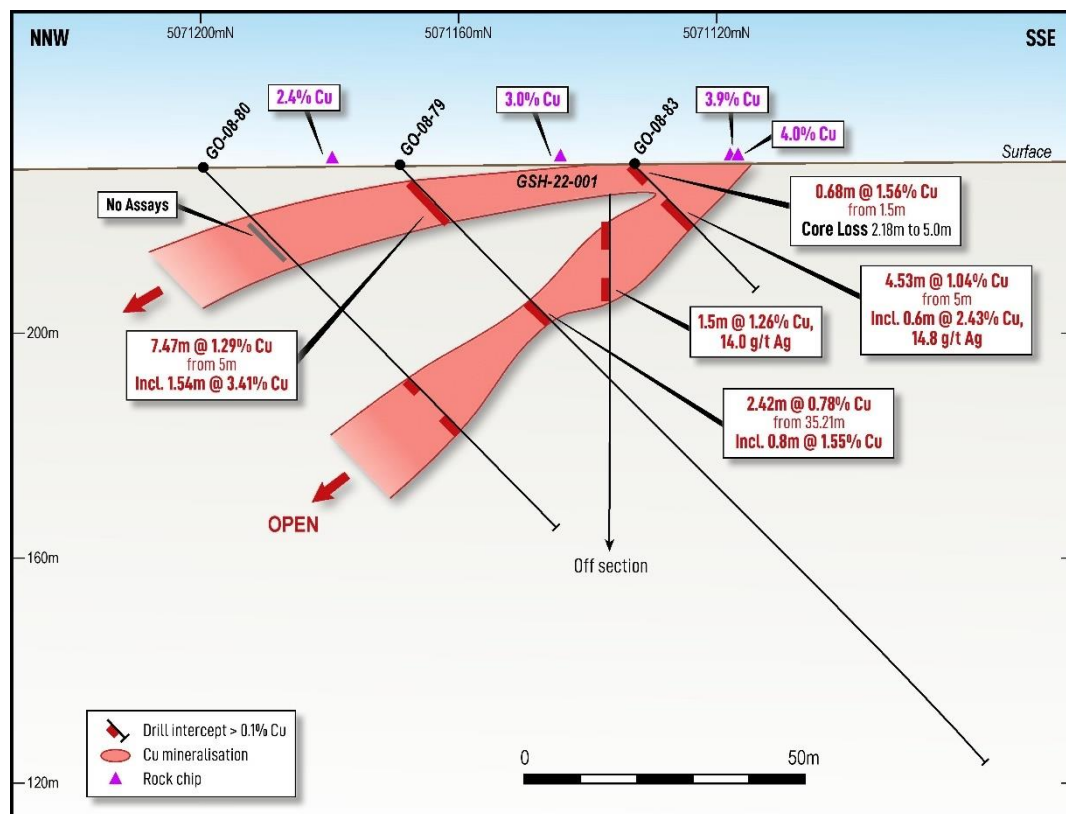 NNW
5071200mN
5071160mN
5071120mN
SSE
GO-08-80
2.4% Cu
GO-08-79
3.0% Cu
GO-08-83
3.9% Cu
4.0% Cu
Surface
GSH-22-001
No Assays
0.68m @ 1.56% Cu
from 1.5m
Core Loss 2.18m to 5.0m
4.53m @ 1.04% Cu
from 5m
Incl. 0.6m @ 2.43% Cu,
14.8 g/t Ag
1.5m @ 1.26% Cu,
14.0 g/t Ag
200m
7.47m @ 1.29% Cu
from 5m
Incl. 1.54m @ 3.41% Cu
2.42m @ 0.78% Cu
from 35.21m
Incl. 0.8m @ 1.55% Cu
OPEN
160m
Off section
Drill intercept > 0.1% Cu
Cu mineralisation
Rock chip
0
50m
120m